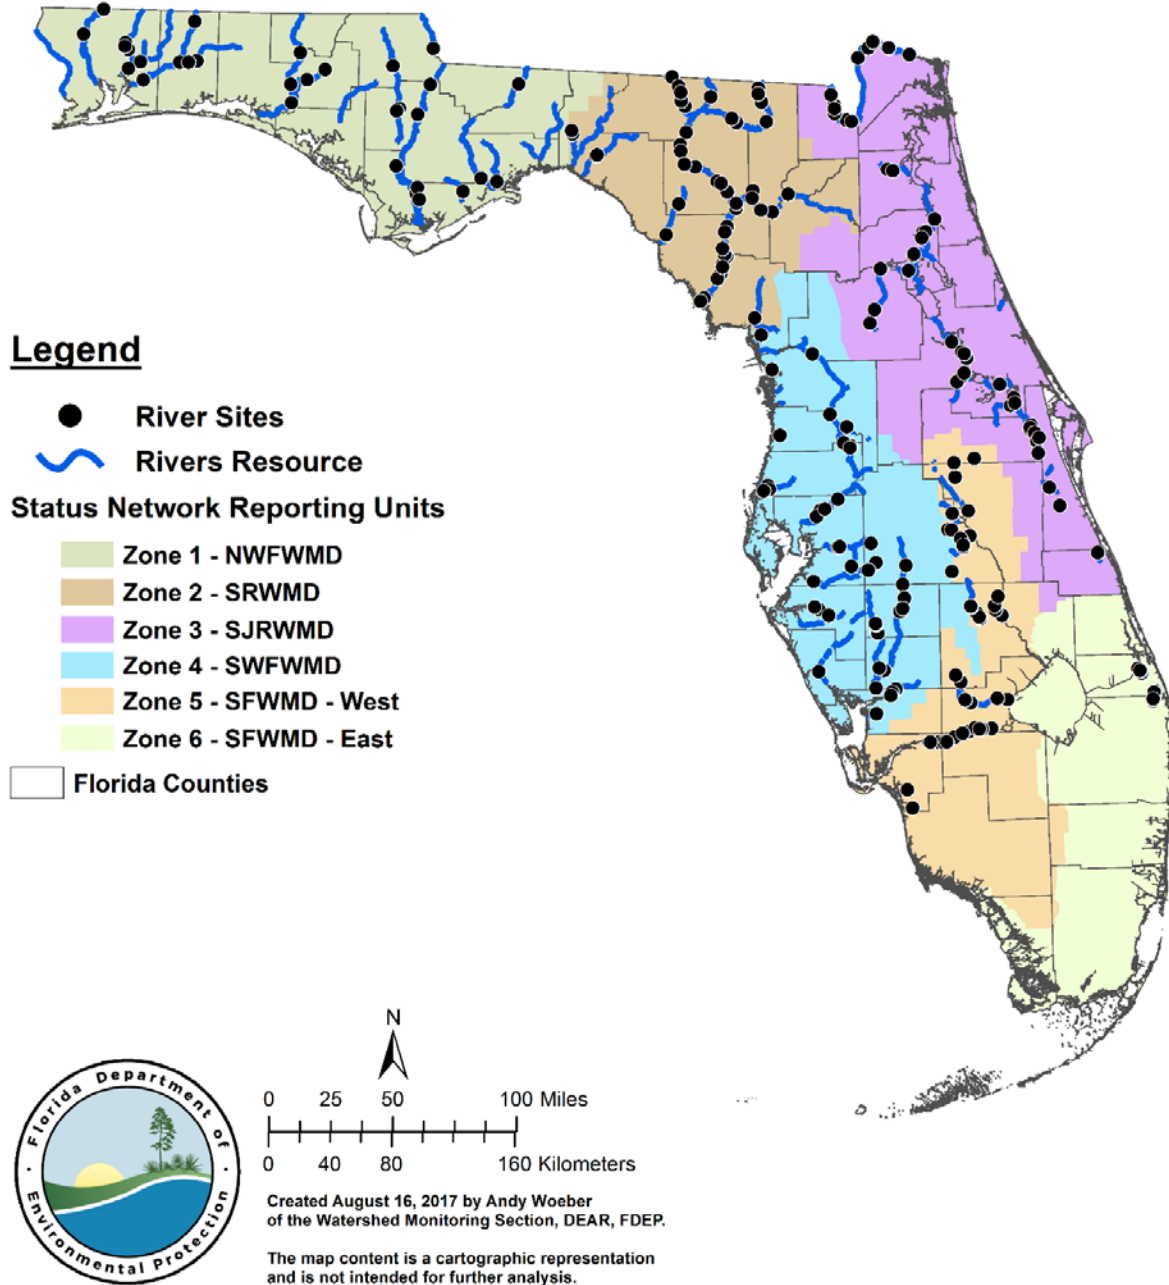 Legend
River Sites
Rivers Resource
Status Network Reporting Units
Zone 1 - NWFWMD
Zone 2 - SRWMD
Zone 3 - SJRWMD
Zone 4 - SWFWMD
Zone 5 - SFWMD - West
Zone 6 - SFWMD - East
Florida Counties
N
0 25 50 100 Miles
0 40 80 160 Kilometers
Florida Department of
Environmental Protection
Created August 16, 2017 by Andy Woeber
of the Watershed Monitoring Section, DEAR, FDEP.
The map content is a cartographic representation
and is not intended for further analysis.